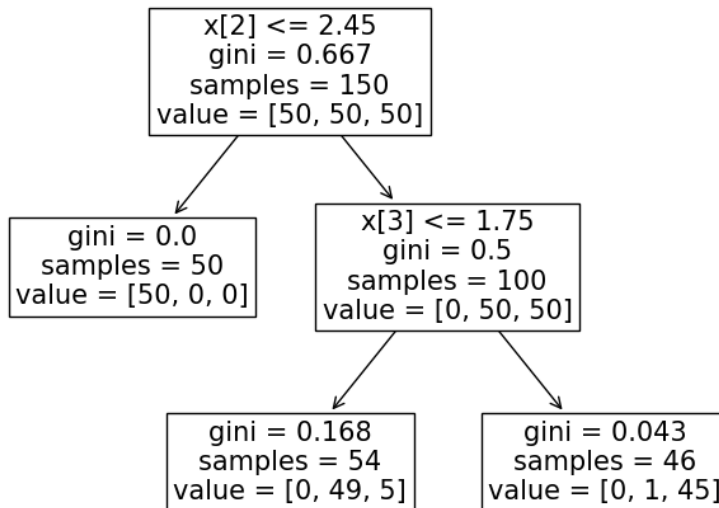 x[2] <= 2.45
gini = 0.667
samples = 150
value = [50, 50, 50]
gini = 0.0
samples = 50
value = [50, 0, 0]
x[3] <= 1.75
gini = 0.5
samples = 100
value = [0, 50, 50]
gini = 0.168
samples = 54
value = [0, 49, 5]
gini = 0.043
samples = 46
value = [0, 1, 45]